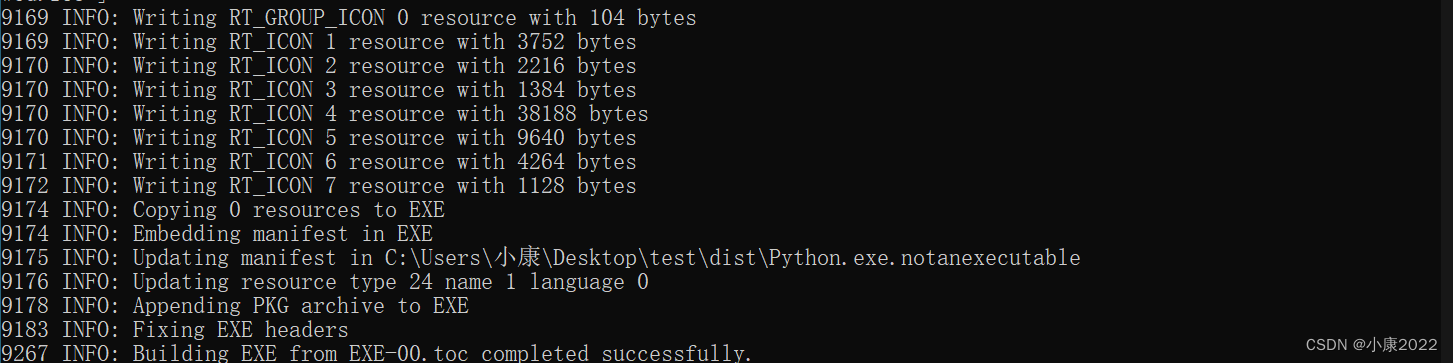 9169 INFO: Writing RT_GROUP_ICON 0 resource with 104 bytes
9169 INFO: Writing RT_ICON 1 resource with 3752 bytes
9170 INFO: Writing RT_ICON 2 resource with 2216 bytes
9170 INFO: Writing RT_ICON 3 resource with 1384 bytes
9170 INFO: Writing RT_ICON 4 resource with 38188 bytes
9170 INFO: Writing RT_ICON 5 resource with 9640 bytes
9171 INFO: Writing RT_ICON 6 resource with 4264 bytes
9172 INFO: Writing RT_ICON 7 resource with 1128 bytes
9174 INFO: Copying 0 resources to EXE
9174 INFO: Embedding manifest in EXE
9175 INFO: Updating manifest in C:\Users\小康\Desktop\test\dist\Python.exe.notanexecutable
9176 INFO: Updating resource type 24 name 1 language 0
9178 INFO: Appending PKG archive to EXE
9183 INFO: Fixing EXE headers
9267 INFO: Building EXE from EXE-00.toc completed successfully.
CSDN @小康2022